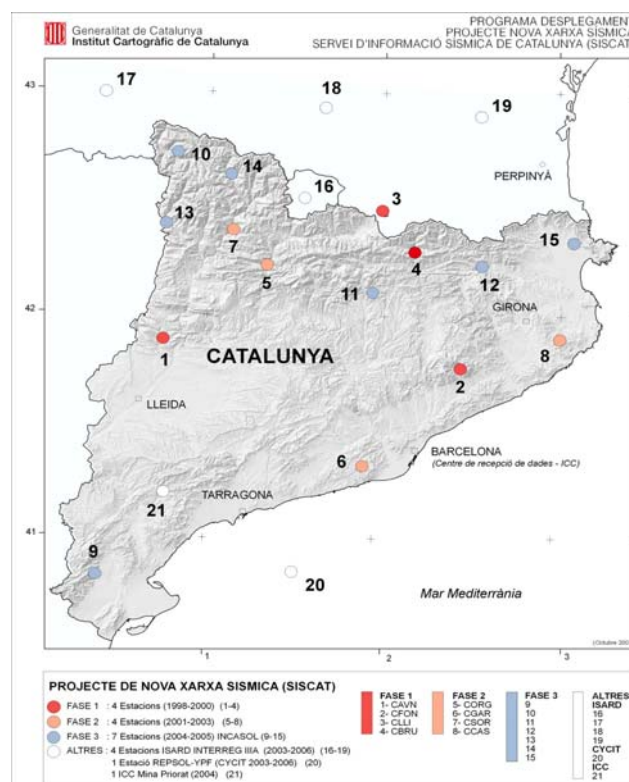 Generalitat de Catalunya
Institut Cartogràfic de Catalunya
PROGRAMA DESPLEGAMENT
PROJECTE NOVA XARXA SÍSMICA
SERVEI D'INFORMACIÓ SÍSMICA DE CATALUNYA (SISCAT)
43
17
18
19
10
14
16
3
PERPINYÀ
13
7
5
4
15
12
11
GIRONA
42
1
CATALUNYA
2
8
LLEIDA
6
BARCELONA
(Centre de recepció de dades - ICC)
21
TARRAGONA
41
9
20
Mar Mediterrània
1
2
3
PROJECTE DE NOVA XARXA SISMICA (SISCAT)
FASE 1 : 4 Estacions (1998-2000) (1-4)
FASE 2 : 4 Estacions (2001-2003) (5-8)
FASE 3 : 7 Estacions (2004-2005) INCASOL (9-15)
ALTRES : 4 Estacions ISARD INTERREG IIIA (2003-2006) (16-19)
1 Estació REPSOL-YPF (CYCIT 2003-2006) (20)
1 ICC Mina Priorat (2004) (21)
FASE 1
1- CAVN
2- CFON
3- CLLI
4- CBRU
FASE 2
5- CORG
6- CGAR
7- CSOR
8- CCAS
FASE 3
9
10
11
12
13
14
15
ALTRES
ISARD
16
17
18
19
CYCIT
20
ICC
21